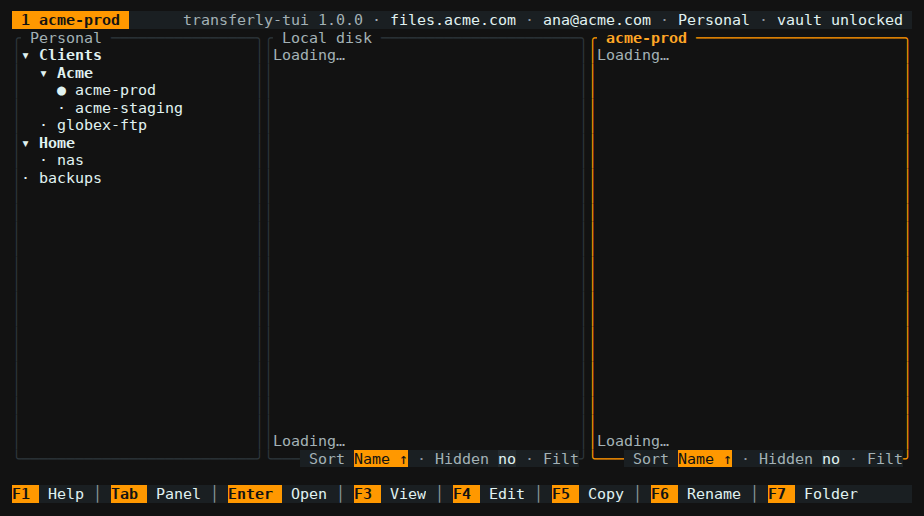 1 acme-prod transferly-tui 1.0.0 · files.acme.com · ana@acme.com · Personal · vault unlocked
Personal
▾ Clients
▾ Acme
● acme-prod
· acme-staging
· globex-ftp
▾ Home
· nas
· backups
Local disk
Loading…
Loading…
Sort Name ↑ · Hidden no · Filt
acme-prod
Loading…
Loading…
Sort Name ↑ · Hidden no · Filt
F1 Help │ Tab Panel │ Enter Open │ F3 View │ F4 Edit │ F5 Copy │ F6 Rename │ F7 Folder